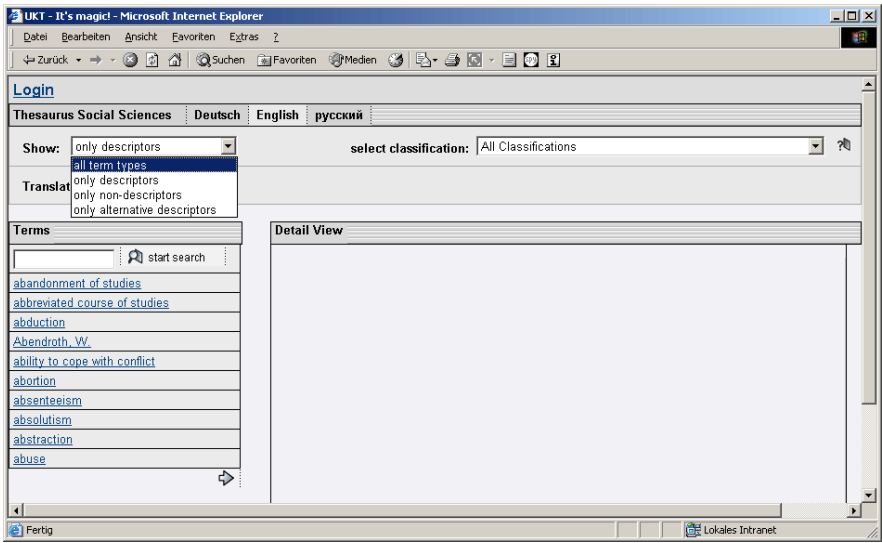 UKT - It's magic! - Microsoft Internet Explorer
Datei Bearbeiten Ansicht Favoriten Extras ?
Zurück Suchen Favoriten Medien
Login
Thesaurus Social Sciences Deutsch English русский
Show: only descriptors select classification: All Classifications
all term types
only descriptors
only non-descriptors
only alternative descriptors
Terms Detail View
start search
abandonment of studies
abbreviated course of studies
abduction
Abendroth, W.
ability to cope with conflict
abortion
absenteeism
absolutism
abstraction
abuse
Fertig Lokales Intranet